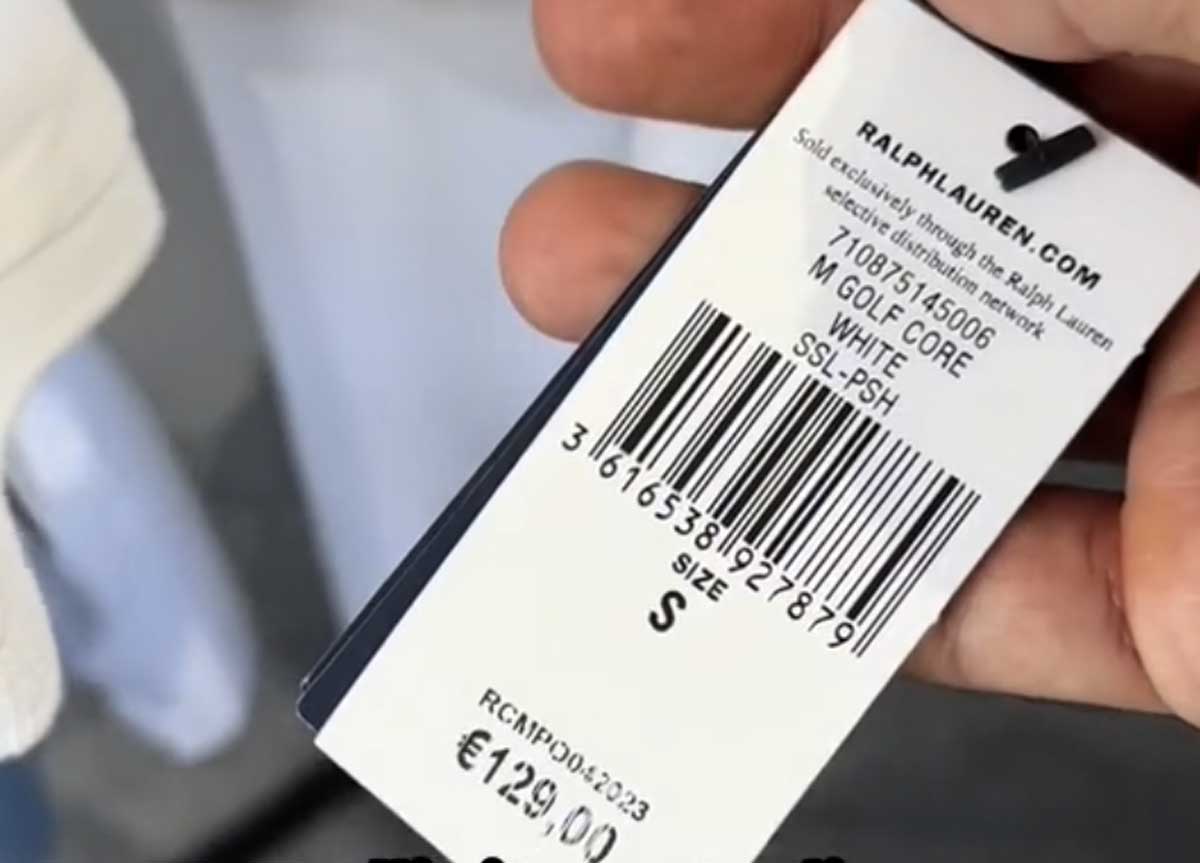 RALPHLAUREN.COM
Sold exclusively through the Ralph Lauren
selective distribution network
710875145006
M GOLF CORE
WHITE
SSL-PSH
3 616538 927879
SIZE
S
RCMPO042023
€129,00